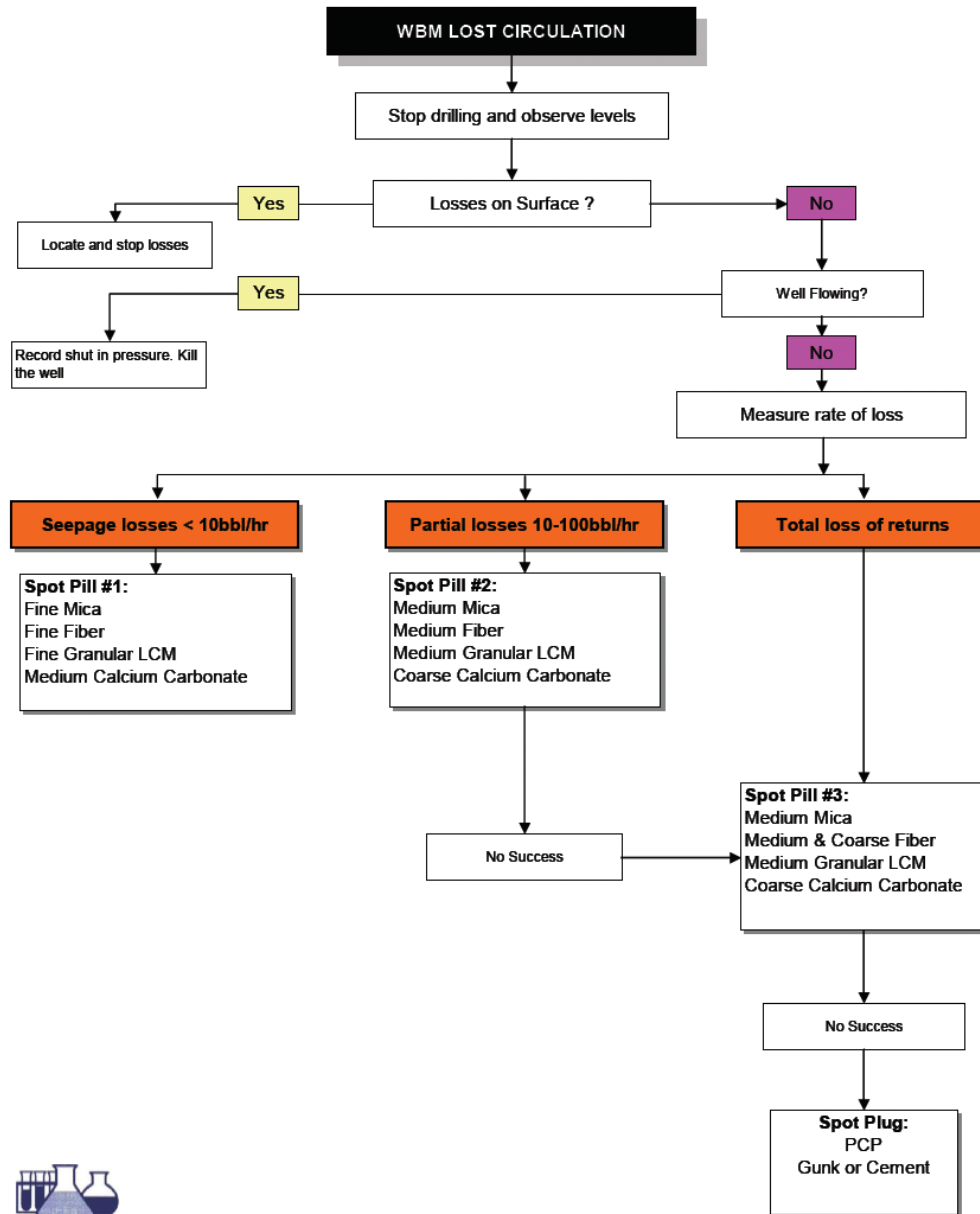 WBM LOST CIRCULATION
Stop drilling and observe levels
Yes
Losses on Surface ?
No
Locate and stop losses
Yes
Well Flowing?
Record shut in pressure. Kill
the well
No
Measure rate of loss
Seepage losses < 10bbl/hr
Partial losses 10-100bbl/hr
Total loss of returns
Spot Pill #1:
Fine Mica
Fine Fiber
Fine Granular LCM
Medium Calcium Carbonate
Spot Pill #2:
Medium Mica
Medium Fiber
Medium Granular LCM
Coarse Calcium Carbonate
Spot Pill #3:
Medium Mica
Medium & Coarse Fiber
Medium Granular LCM
Coarse Calcium Carbonate
No Success
No Success
Spot Plug:
PCP
Gunk or Cement